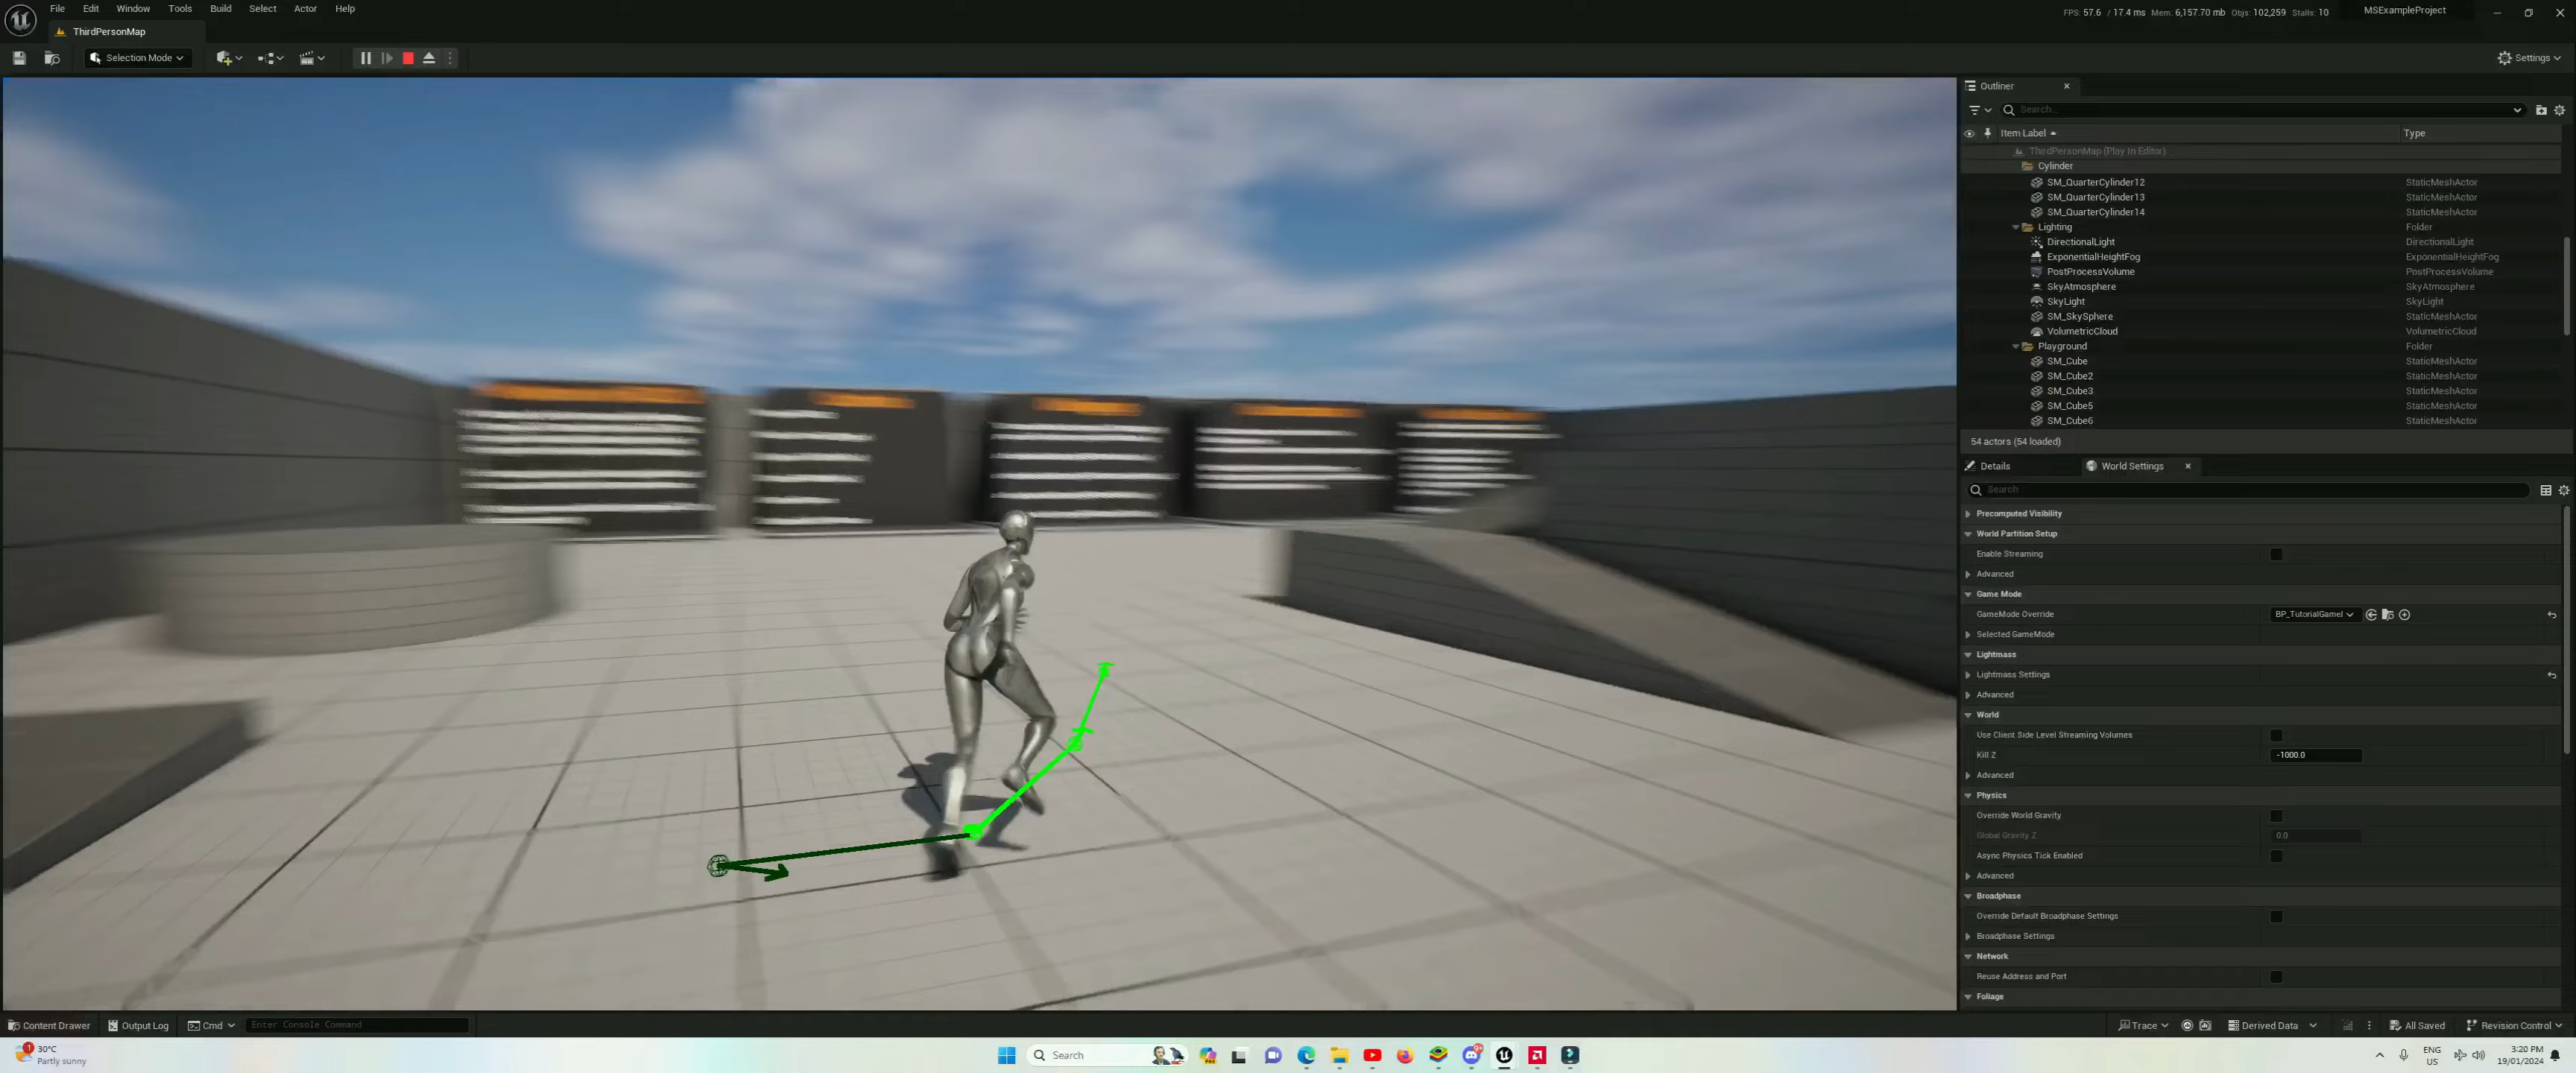 File Edit Window Tools Build Select Actor Help
FPS: 57.6 / 17.4 ms Mem: 6,157.70 mb Objs: 102,259 Stalls: 10
MSExampleProject
ThirdPersonMap
Selection Mode
Settings
Outliner
Search...
Item Label Type
ThirdPersonMap (Play In Editor)
Cylinder
SM_QuarterCylinder12 StaticMeshActor
SM_QuarterCylinder13 StaticMeshActor
SM_QuarterCylinder14 StaticMeshActor
Lighting Folder
DirectionalLight DirectionalLight
ExponentialHeightFog ExponentialHeightFog
PostProcessVolume PostProcessVolume
SkyAtmosphere SkyAtmosphere
SkyLight SkyLight
SM_SkySphere StaticMeshActor
VolumetricCloud VolumetricCloud
Playground Folder
SM_Cube StaticMeshActor
SM_Cube2 StaticMeshActor
SM_Cube3 StaticMeshActor
SM_Cube5 StaticMeshActor
SM_Cube6 StaticMeshActor
54 actors (54 loaded)
Details World Settings
Search
Precomputed Visibility
World Partition Setup
Enable Streaming
Advanced
Game Mode
GameMode Override BP_TutorialGameI
Selected GameMode
Lightmass
Lightmass Settings
Advanced
World
Use Client Side Level Streaming Volumes
Kill Z -1000.0
Advanced
Physics
Override World Gravity
Global Gravity Z 0.0
Async Physics Tick Enabled
Advanced
Broadphase
Override Default Broadphase Settings
Broadphase Settings
Network
Reuse Address and Port
Foliage
Content Drawer Output Log Cmd Enter Console Command
Trace Derived Data All Saved Revision Control
1 30°C
Partly sunny
Search
ENG
US
3:20 PM
19/01/2024